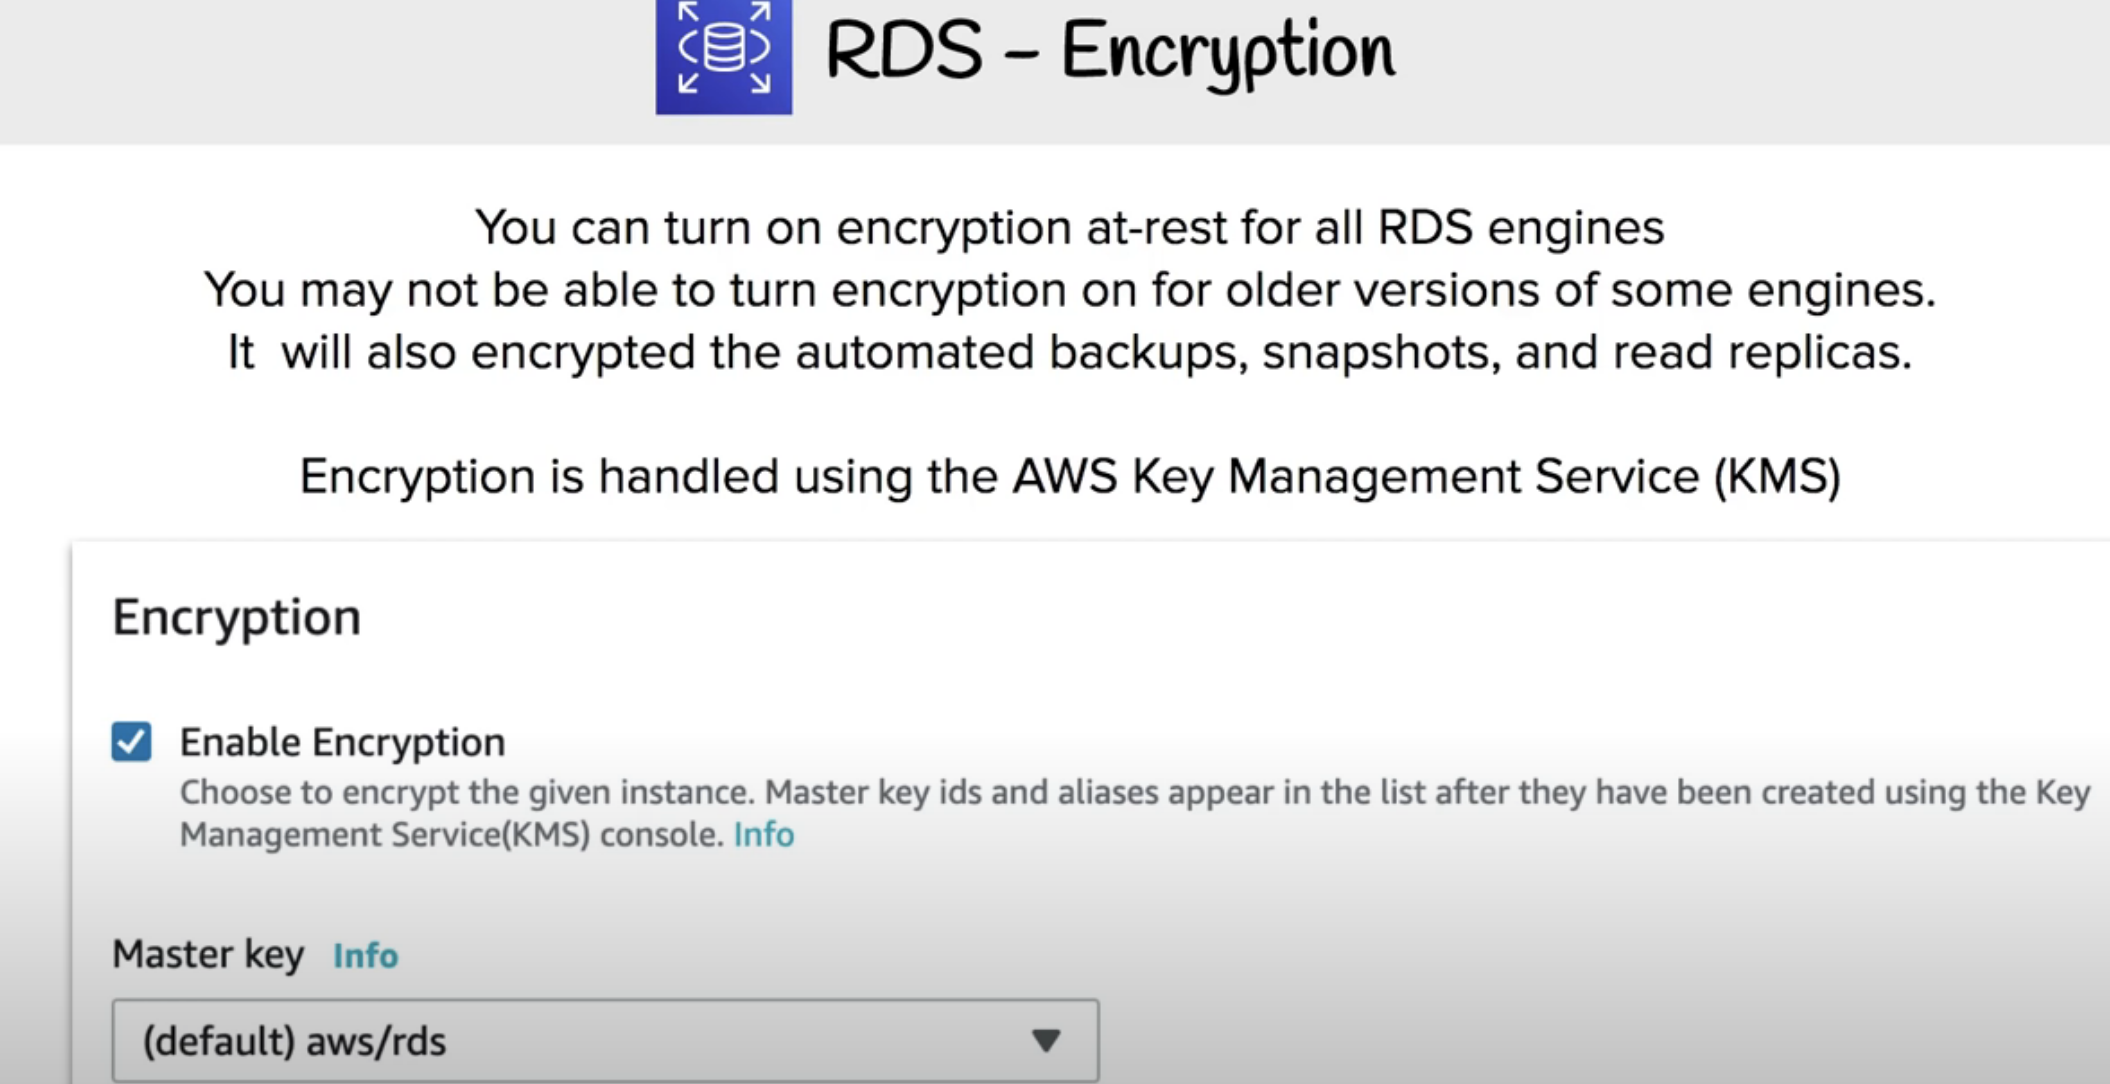 RDS – Encryption
You can turn on encryption at-rest for all RDS engines
You may not be able to turn encryption on for older versions of some engines.
It will also encrypted the automated backups, snapshots, and read replicas.
Encryption is handled using the AWS Key Management Service (KMS)
Encryption
Enable Encryption
Choose to encrypt the given instance. Master key ids and aliases appear in the list after they have been created using the Key
Management Service(KMS) console. Info
Master key Info
(default) aws/rds